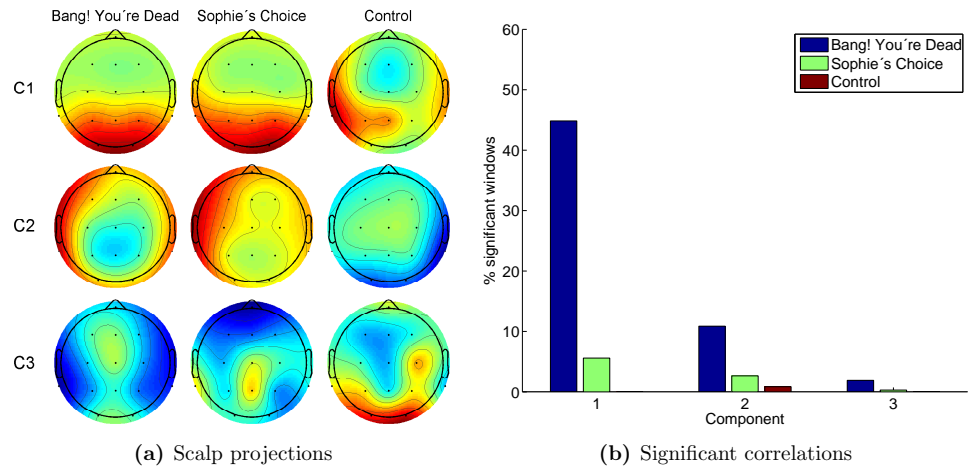 Bang! You´re Dead
Sophie´s Choice
Control
C1
C2
C3
(a) Scalp projections
60
50
40
30
20
10
0
% significant windows
1
2
3
Component
Bang! You´re Dead
Sophie´s Choice
Control
(b) Significant correlations